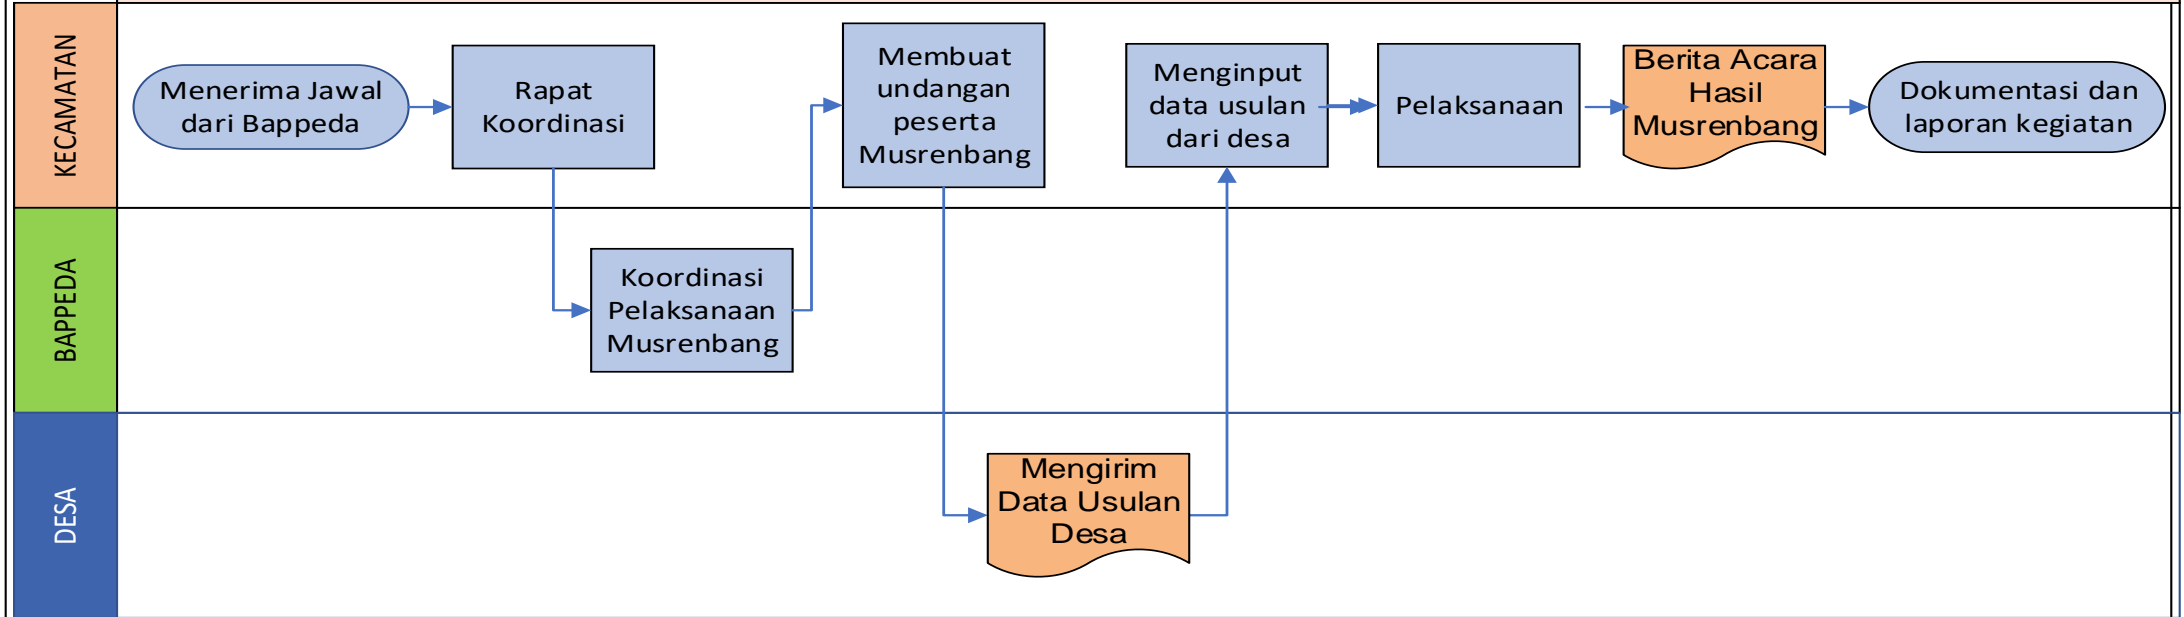 KECAMATAN
Menerima Jawal
dari Bappeda
Rapat
Koordinasi
Membuat
undangan
peserta
Musrenbang
Menginput
data usulan
dari desa
Pelaksanaan
Berita Acara
Hasil
Musrenbang
Dokumentasi dan
laporan kegiatan
BAPPEDA
Koordinasi
Pelaksanaan
Musrenbang
DESA
Mengirim
Data Usulan
Desa